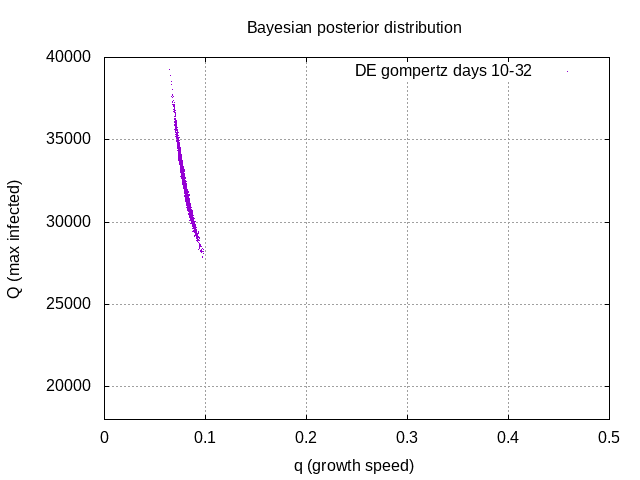 Bayesian posterior distribution
DE gompertz days 10-32
Q (max infected)
40000
35000
30000
25000
20000
0 0.1 0.2 0.3 0.4 0.5
q (growth speed)